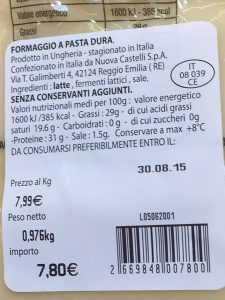 Valore energetico 1600 kJ - 385 kcal
Grassi
FORMAGGIO A PASTA DURA.
Prodotto in Ungheria - stagionato in Italia
Confezionato in Italia da Nuova Castelli S.p.A.
Via T. Galimberti 4, 42124 Reggio Emilia ( RE)
Ingredienti : latte , fermenti lattici , sale.
SENZA CONSERVANTI AGGIUNTI.
IT
08 039
CE
Valori nutrizionali medi per 100g : valore energetico
1600 kJ / 385 kcal - Grassi : 29g - di cui acidi grassi
saturi 19.6 g - Carboidrati : 0 g - di cui zuccheri 0g
-Proteine : 31 g - Sale : 1.5g. Conservare a max +8°C
DA CONSUMARSI PREFERIBILMENTE ENTRO IL:
30.08.15
Prezzo al Kg
7,99€
Peso netto
L05062001
0,976kg
importo
7,80€
2 669848 007800